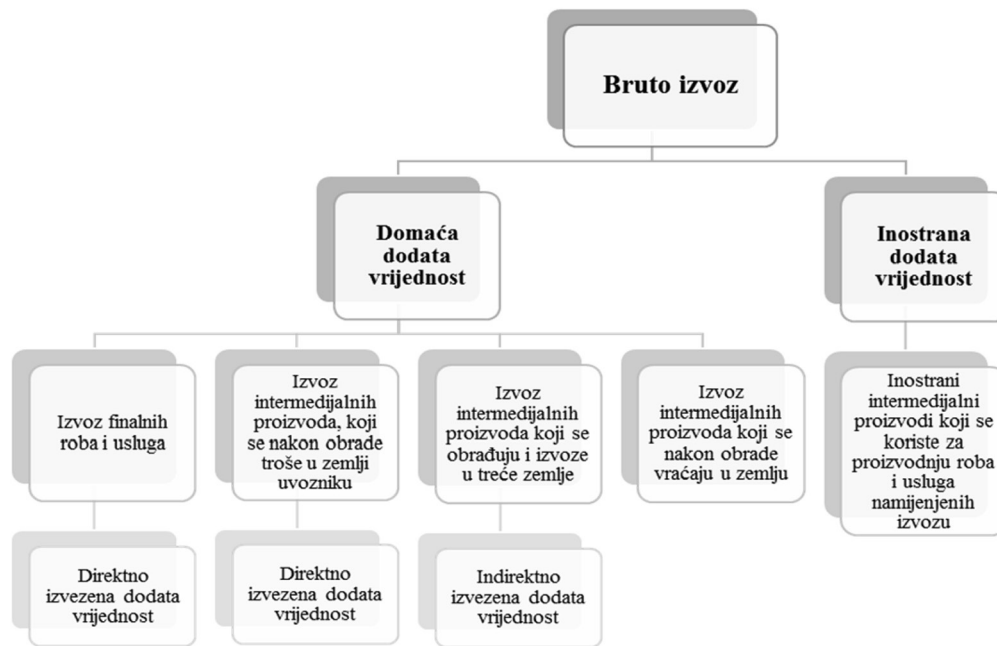 Bruto izvoz
Domaća
dodata
vrijednost
Inostrana
dodata
vrijednost
Izvoz finalnih
roba i usluga
Izvoz
intermedijalnih
proizvoda, koji
se nakon obrade
troše u zemlji
uvozniku
Izvoz
intermedijalnih
proizvoda koji se
obrađuju i izvoze
u treće zemlje
Izvoz
intermedijalnih
proizvoda koji se
nakon obrade
vraćaju u zemlju
Inostrani
intermedijalni
proizvodi koji se
koriste za
proizvodnju roba
i usluga
namijenjenih
izvozu
Direktno
izvezena dodata
vrijednost
Direktno
izvezena dodata
vrijednost
Indirektno
izvezena dodata
vrijednost